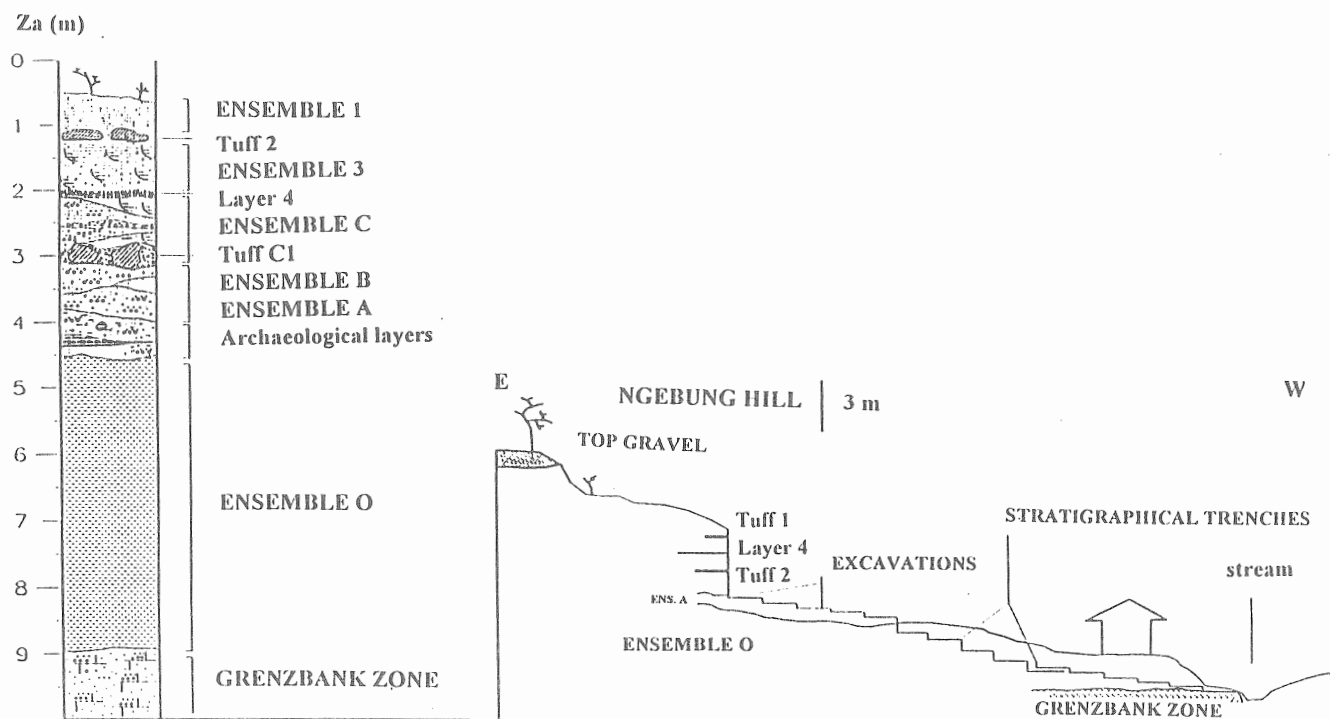 Za (m)
0
1
2
3
4
5
6
7
8
9
ENSEMBLE 1
Tuff 2
ENSEMBLE 3
Layer 4
ENSEMBLE C
Tuff C1
ENSEMBLE B
ENSEMBLE A
Archaeological layers
ENSEMBLE O
GRENZBANK ZONE
E
NGEBUNG HILL
3 m
W
TOP GRAVEL
Tuff 1
Layer 4
Tuff 2
ENS. A
ENSEMBLE O
EXCAVATIONS
STRATIGRAPHICAL TRENCHES
stream
GRENZBANK ZONE